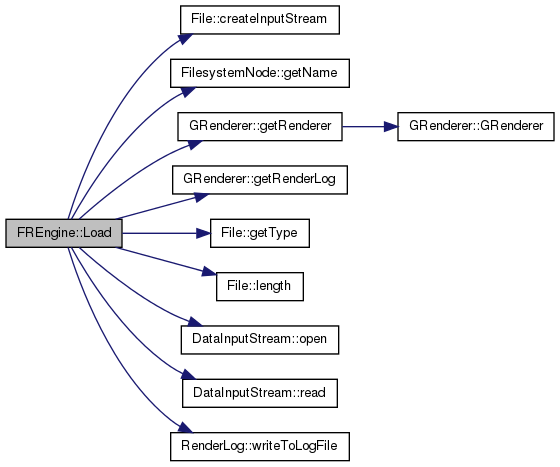 File::createInputStream
FilesystemNode::getName
GRenderer::getRenderer
GRenderer::GRenderer
GRenderer::getRenderLog
FREngine::Load
File::getType
File::length
DataInputStream::open
DataInputStream::read
RenderLog::writeToLogFile